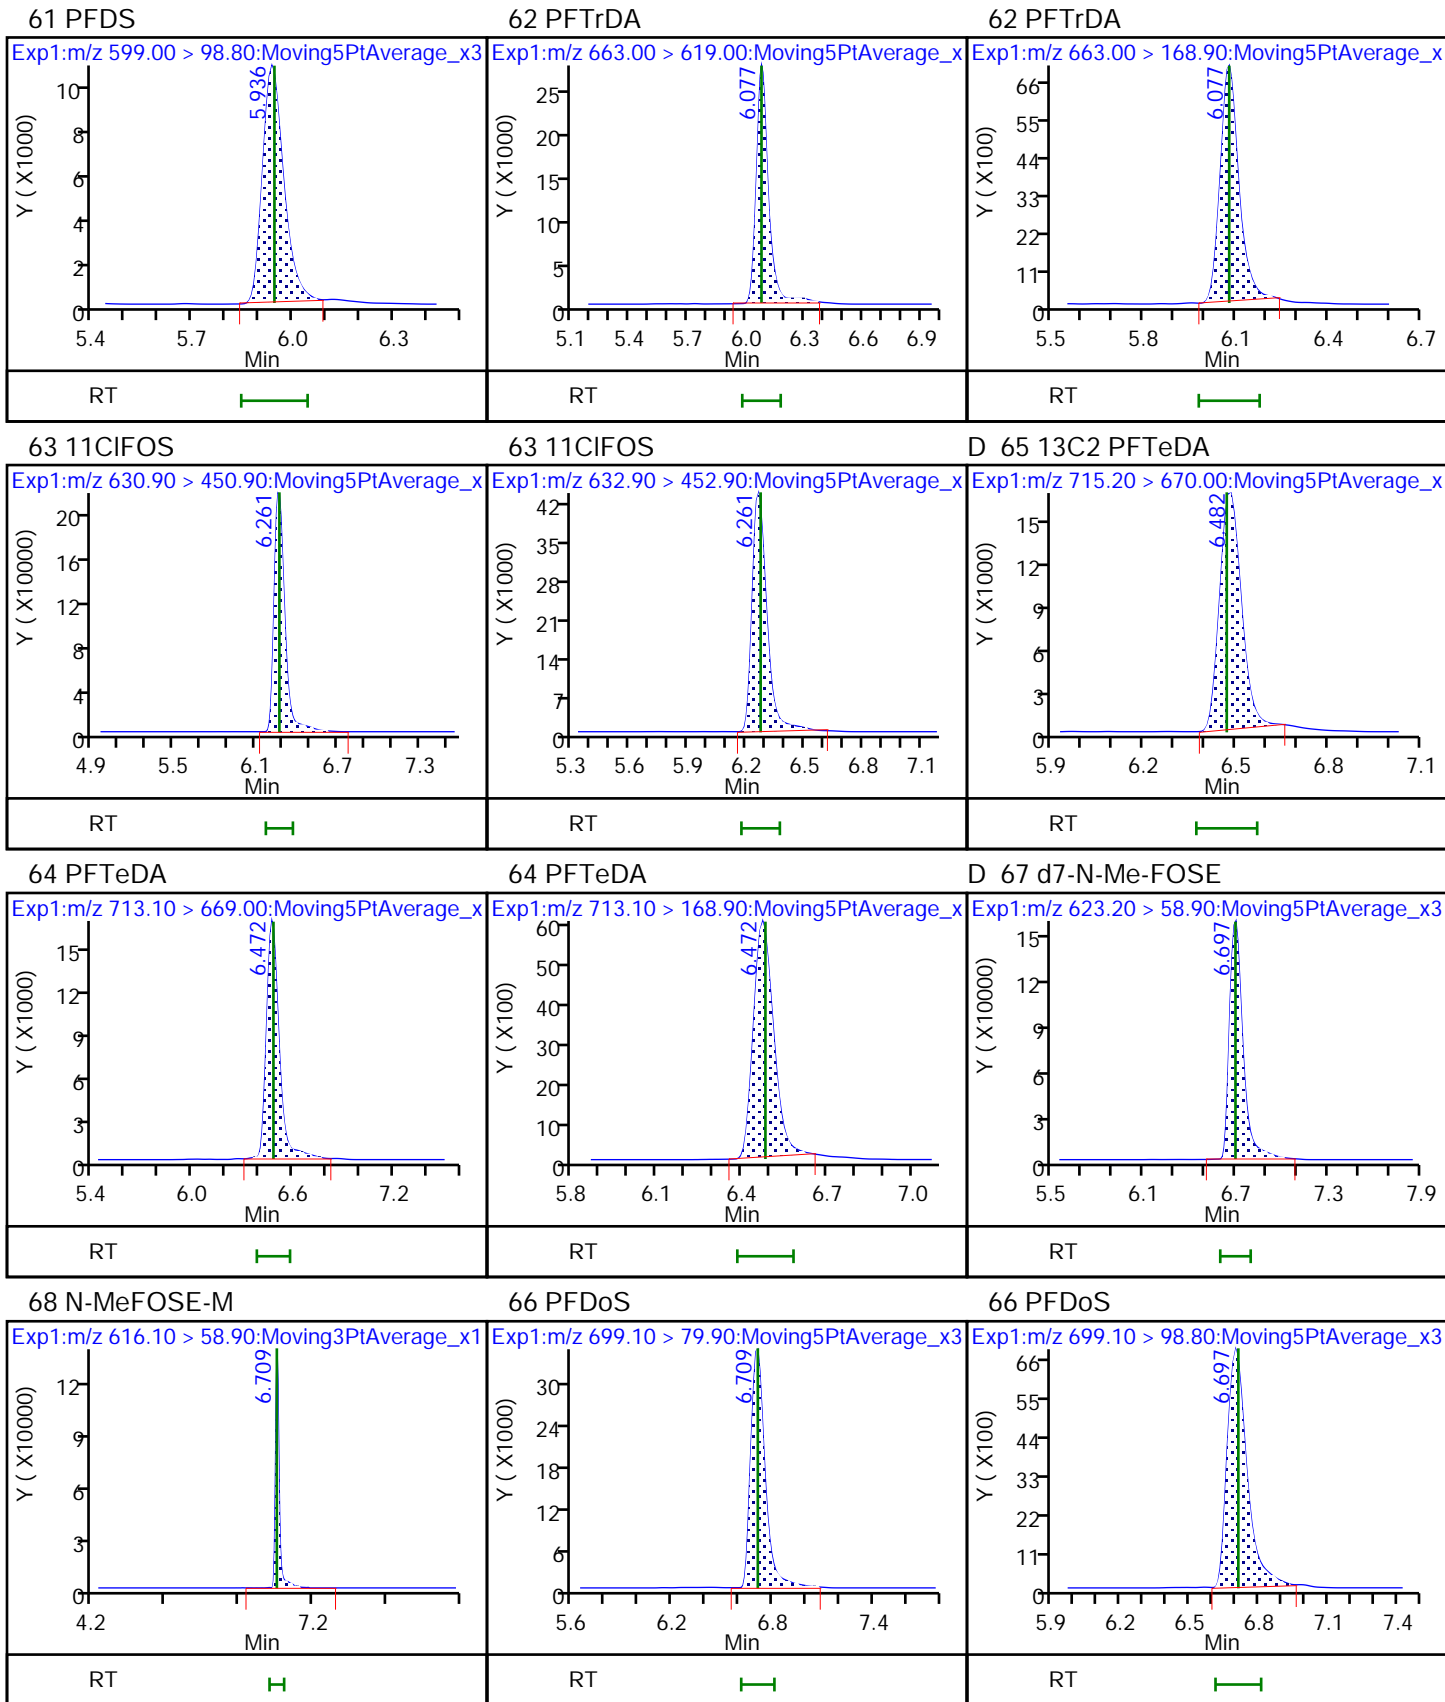 61 PFDS
Exp1:m/z 599.00 > 98.80:Moving5PtAverage_x3
Y ( X1000)
10
8
6
4
2
0
5.936
5.4 5.7 6.0 6.3
Min
RT
62 PFTrDA
Exp1:m/z 663.00 > 619.00:Moving5PtAverage_x
Y ( X1000)
25
20
15
10
5
0
6.077
5.1 5.4 5.7 6.0 6.3 6.6 6.9
Min
RT
62 PFTrDA
Exp1:m/z 663.00 > 168.90:Moving5PtAverage_x
Y ( X100)
66
55
44
33
22
11
0
6.077
5.5 5.8 6.1 6.4 6.7
Min
RT
63 11ClFOS
Exp1:m/z 630.90 > 450.90:Moving5PtAverage_x
Y ( X10000)
20
16
12
8
4
0
6.261
4.9 5.5 6.1 6.7 7.3
Min
RT
63 11ClFOS
Exp1:m/z 632.90 > 452.90:Moving5PtAverage_x
Y ( X1000)
42
35
28
21
14
7
0
6.261
5.3 5.6 5.9 6.2 6.5 6.8 7.1
Min
RT
D 65 13C2 PFTeDA
Exp1:m/z 715.20 > 670.00:Moving5PtAverage_x
Y ( X1000)
15
12
9
6
3
0
6.482
5.9 6.2 6.5 6.8 7.1
Min
RT
64 PFTeDA
Exp1:m/z 713.10 > 669.00:Moving5PtAverage_x
Y ( X1000)
15
12
9
6
3
0
6.472
5.4 6.0 6.6 7.2
Min
RT
64 PFTeDA
Exp1:m/z 713.10 > 168.90:Moving5PtAverage_x
Y ( X100)
60
50
40
30
20
10
0
6.472
5.8 6.1 6.4 6.7 7.0
Min
RT
D 67 d7-N-Me-FOSE
Exp1:m/z 623.20 > 58.90:Moving5PtAverage_x3
Y ( X10000)
15
12
9
6
3
0
6.697
5.5 6.1 6.7 7.3 7.9
Min
RT
68 N-MeFOSE-M
Exp1:m/z 616.10 > 58.90:Moving3PtAverage_x1
Y ( X10000)
12
9
6
3
0
6.709
4.2 7.2
Min
RT
66 PFDoS
Exp1:m/z 699.10 > 79.90:Moving5PtAverage_x3
Y ( X1000)
30
24
18
12
6
0
6.709
5.6 6.2 6.8 7.4
Min
RT
66 PFDoS
Exp1:m/z 699.10 > 98.80:Moving5PtAverage_x3
Y ( X100)
66
55
44
33
22
11
0
6.697
5.9 6.2 6.5 6.8 7.1 7.4
Min
RT